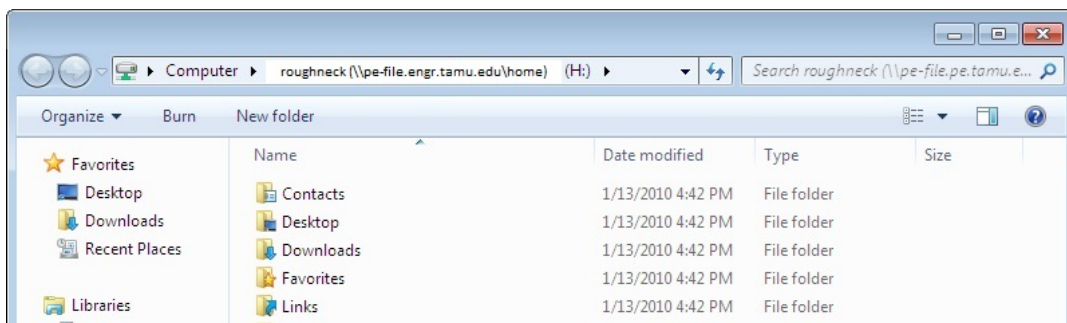 Computer roughneck (\\pe-file.engr.tamu.edu\home) (H:) Search roughneck (\\pe-file.pe.tamu.e...
Organize Burn New folder
Favorites
Desktop
Downloads
Recent Places
Libraries
Name Date modified Type Size
Contacts 1/13/2010 4:42 PM File folder
Desktop 1/13/2010 4:42 PM File folder
Downloads 1/13/2010 4:42 PM File folder
Favorites 1/13/2010 4:42 PM File folder
Links 1/13/2010 4:42 PM File folder